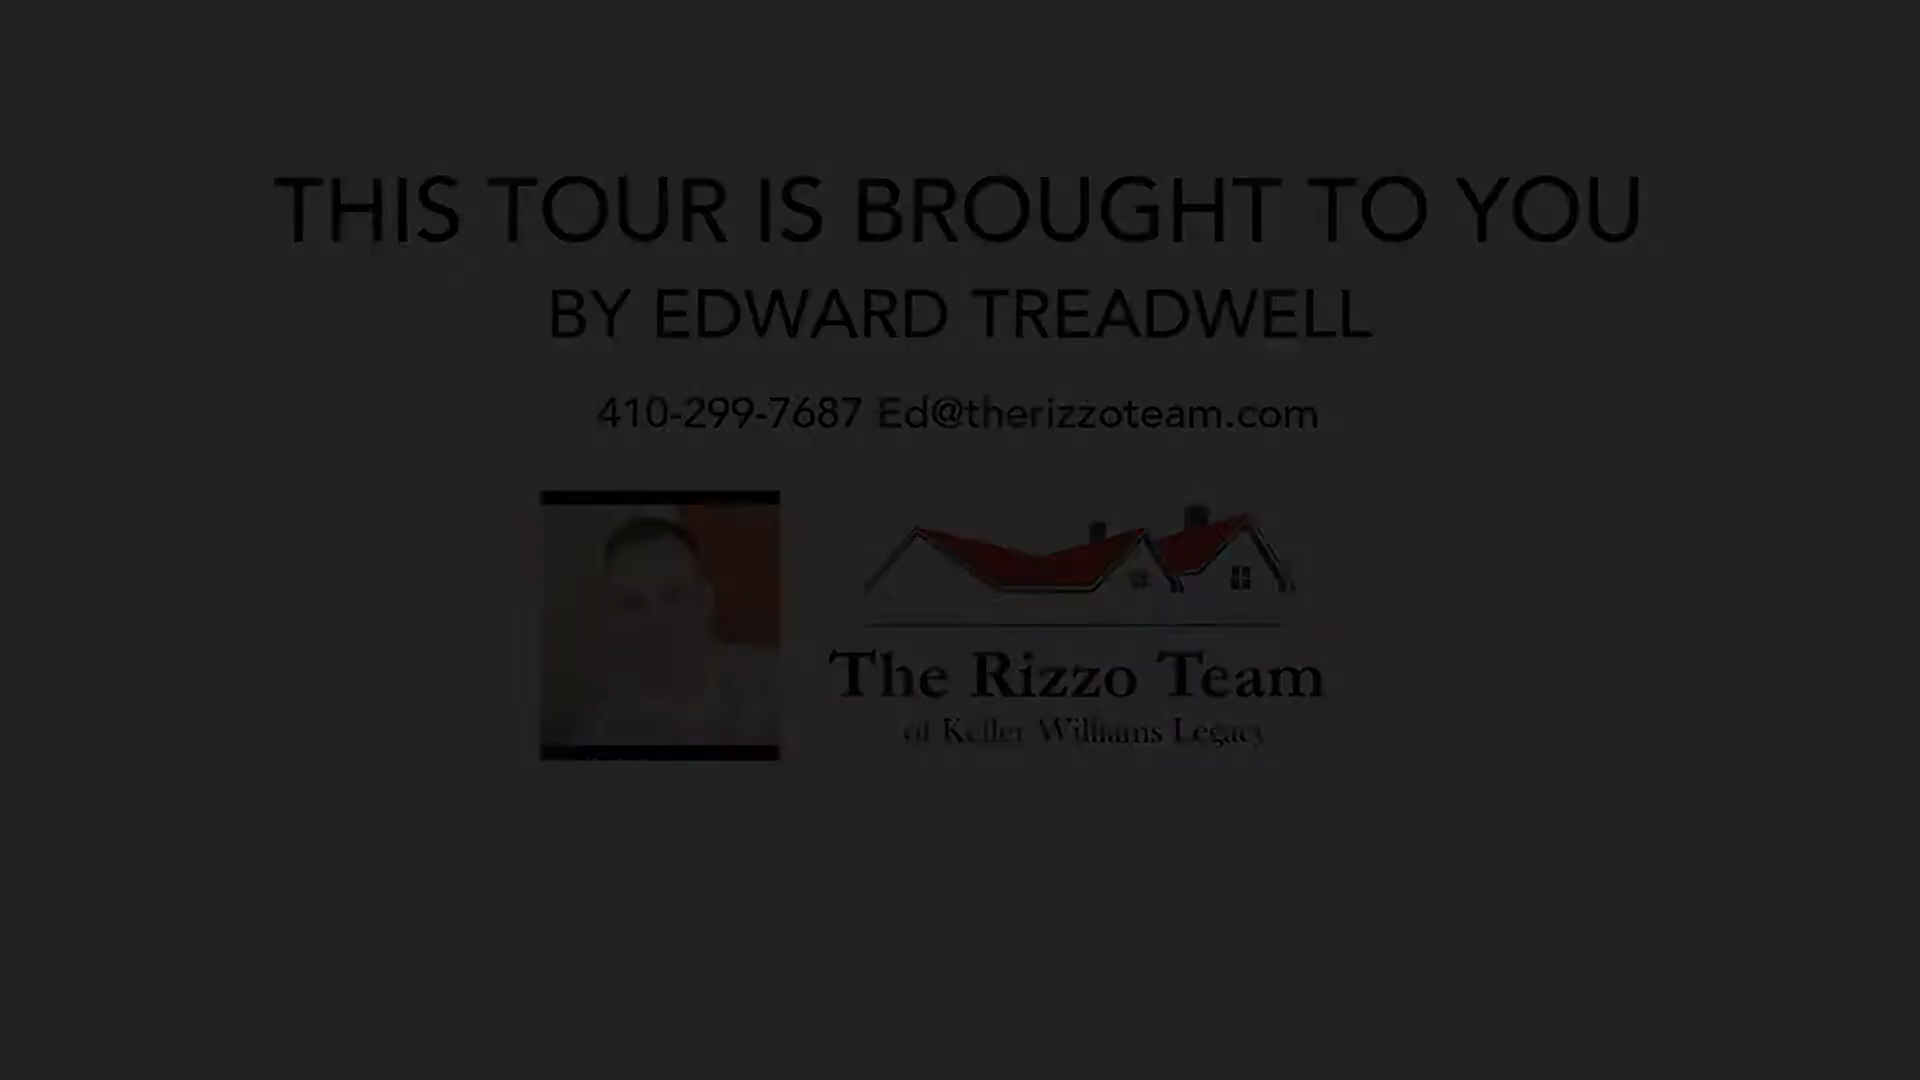 THIS TOUR IS BROUGHT TO YOU
BY EDWARD TREADWELL
410-299-7687 Ed@therizzoteam.com
The Rizzo Team
of Keller Williams Legacy